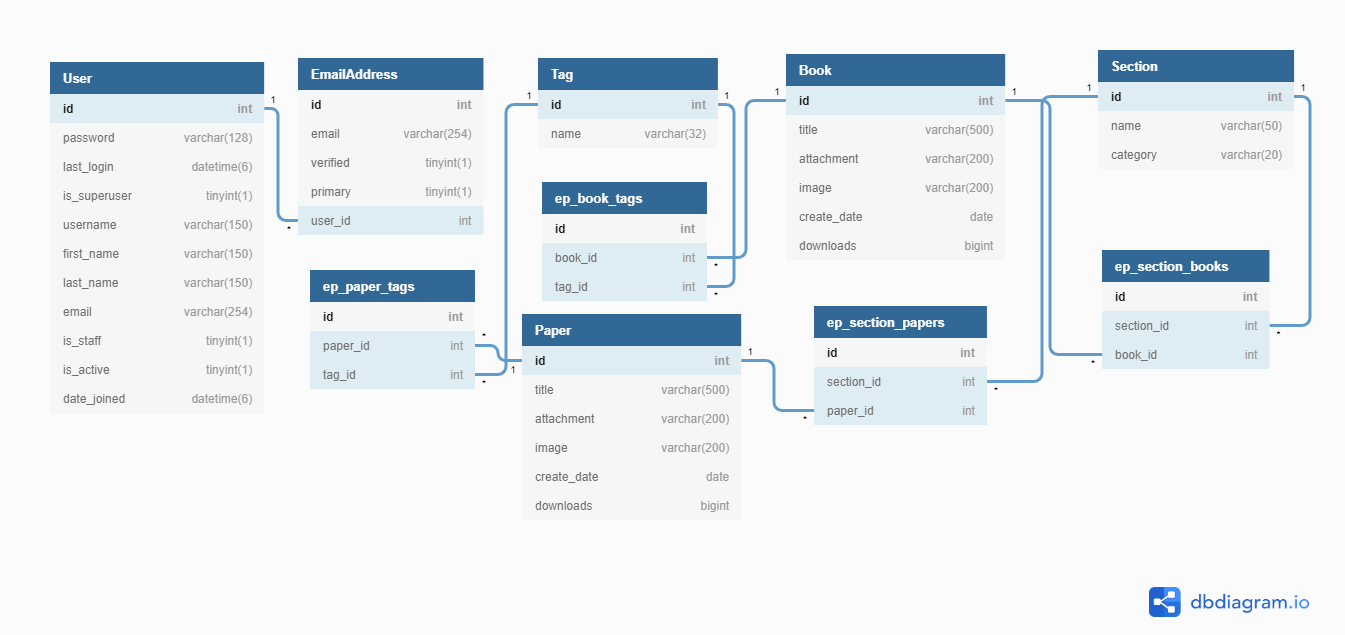 User
id int
password varchar(128)
last_login datetime(6)
is_superuser tinyint(1)
username varchar(150)
first_name varchar(150)
last_name varchar(150)
email varchar(254)
is_staff tinyint(1)
is_active tinyint(1)
date_joined datetime(6)
1
*
EmailAddress
id int
email varchar(254)
verified tinyint(1)
primary tinyint(1)
user_id int
ep_paper_tags
id int
paper_id int
tag_id int
*
*
1
1
Tag
id int
name varchar(32)
1
ep_book_tags
id int
book_id int
tag_id int
*
*
1
Paper
id int
title varchar(500)
attachment varchar(200)
image varchar(200)
create_date date
downloads bigint
1
*
Book
id int
title varchar(500)
attachment varchar(200)
image varchar(200)
create_date date
downloads bigint
1
ep_section_papers
id int
section_id int
paper_id int
*
1
Section
id int
name varchar(50)
category varchar(20)
1
ep_section_books
id int
section_id int
book_id int
*
*
dbdiagram.io